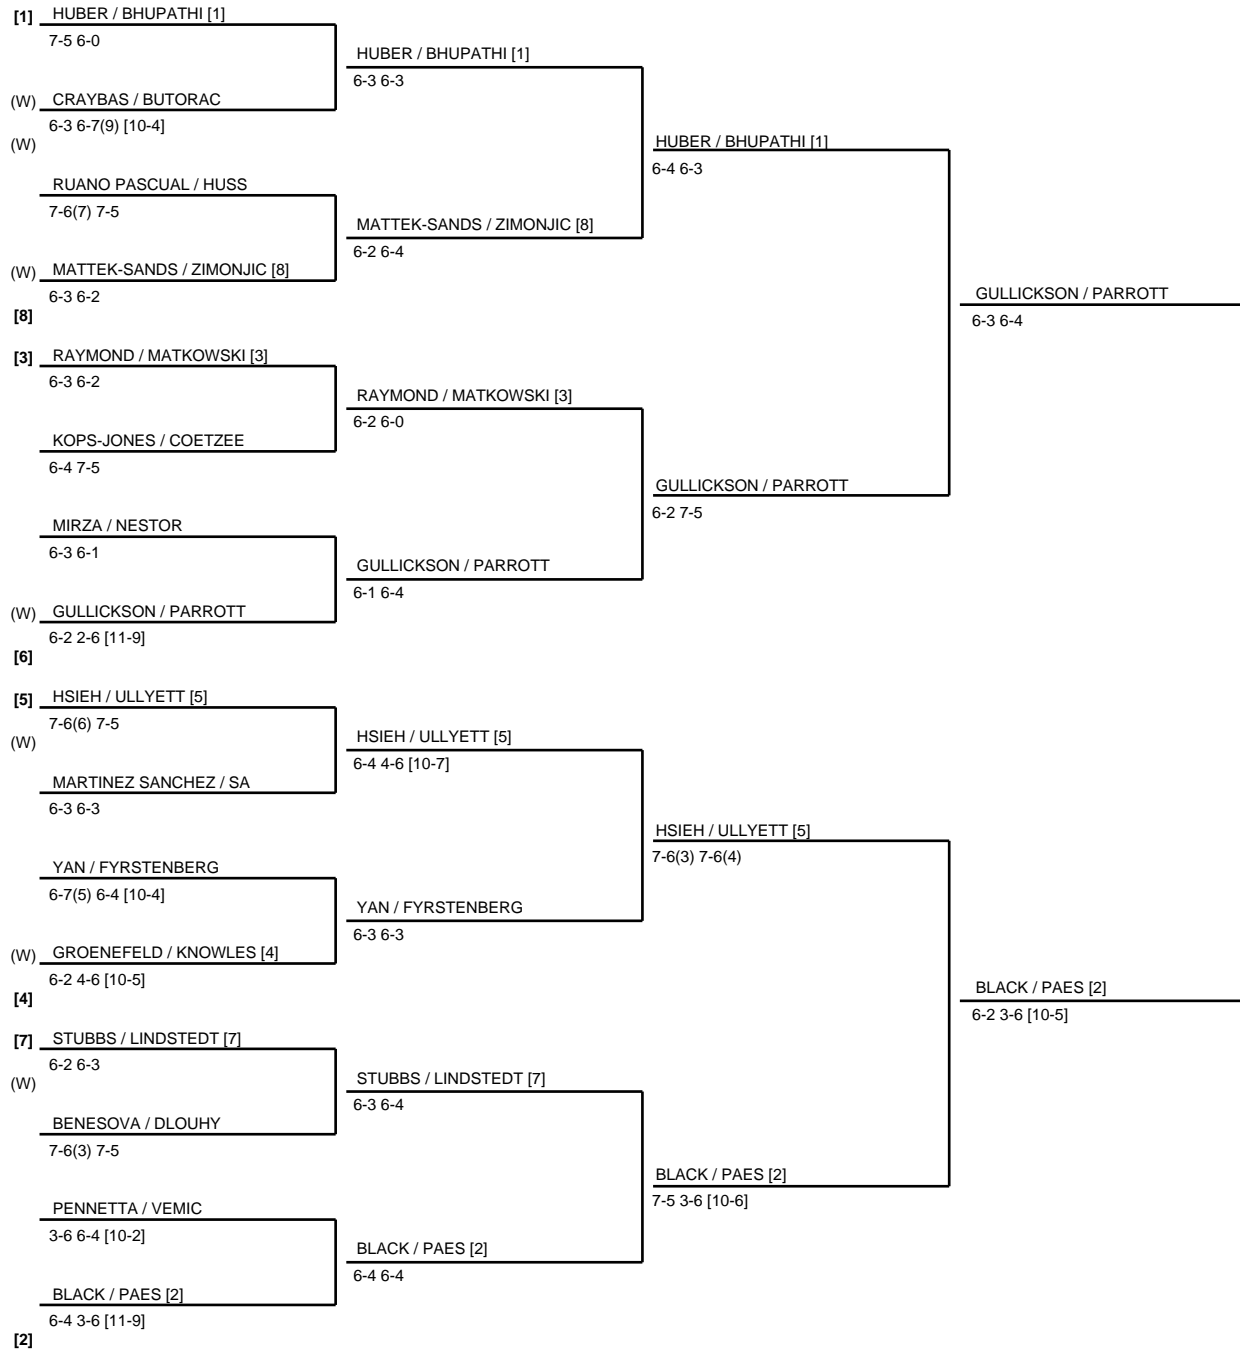 [1] HUBER / BHUPATHI [1]
7-5 6-0
HUBER / BHUPATHI [1]
6-3 6-3
(W) CRAYBAS / BUTORAC
6-3 6-7(9) [10-4]
(W)
HUBER / BHUPATHI [1]
6-4 6-3
RUANO PASCUAL / HUSS
7-6(7) 7-5
MATTEK-SANDS / ZIMONJIC [8]
6-2 6-4
(W) MATTEK-SANDS / ZIMONJIC [8]
6-3 6-2
[8]
GULLICKSON / PARROTT
6-3 6-4
[3] RAYMOND / MATKOWSKI [3]
6-3 6-2
RAYMOND / MATKOWSKI [3]
6-2 6-0
KOPS-JONES / COETZEE
6-4 7-5
GULLICKSON / PARROTT
6-2 7-5
MIRZA / NESTOR
6-3 6-1
GULLICKSON / PARROTT
6-1 6-4
(W) GULLICKSON / PARROTT
6-2 2-6 [11-9]
[6]
[5] HSIEH / ULLYETT [5]
7-6(6) 7-5
(W)
HSIEH / ULLYETT [5]
6-4 4-6 [10-7]
MARTINEZ SANCHEZ / SA
6-3 6-3
HSIEH / ULLYETT [5]
7-6(3) 7-6(4)
YAN / FYRSTENBERG
6-7(5) 6-4 [10-4]
YAN / FYRSTENBERG
6-3 6-3
(W) GROENEFELD / KNOWLES [4]
6-2 4-6 [10-5]
[4]
BLACK / PAES [2]
6-2 3-6 [10-5]
[7] STUBBS / LINDSTEDT [7]
6-2 6-3
(W)
STUBBS / LINDSTEDT [7]
6-3 6-4
BENESOVA / DLOUHY
7-6(3) 7-5
BLACK / PAES [2]
7-5 3-6 [10-6]
PENNETTA / VEMIC
3-6 6-4 [10-2]
BLACK / PAES [2]
6-4 6-4
BLACK / PAES [2]
6-4 3-6 [11-9]
[2]